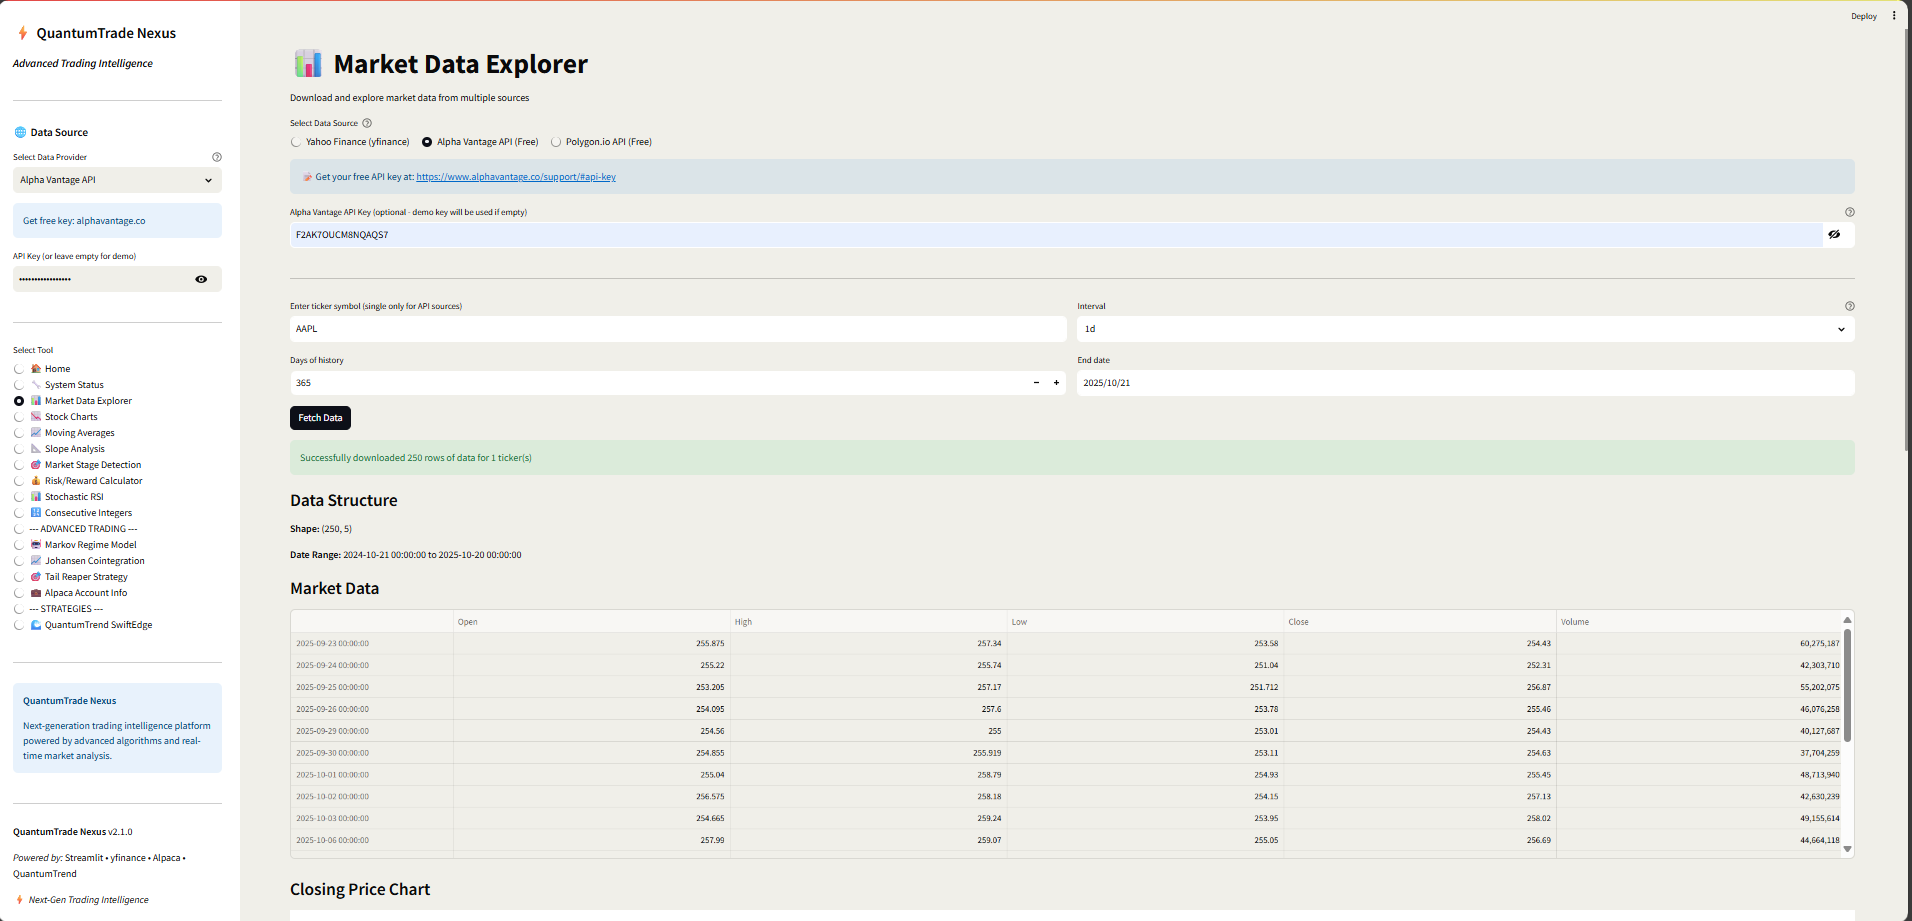 QuantumTrade Nexus
Advanced Trading Intelligence
Data Source
Select Data Provider
Alpha Vantage API
Get free key: alphavantage.co
API Key (or leave empty for demo)
••••••••••••••••
Select Tool
Home
System Status
Market Data Explorer
Stock Charts
Moving Averages
Slope Analysis
Market Stage Detection
Risk/Reward Calculator
Stochastic RSI
Consecutive Integers
--- ADVANCED TRADING ---
Markov Regime Model
Johansen Cointegration
Tail Reaper Strategy
Alpaca Account Info
--- STRATEGIES ---
QuantumTrend SwiftEdge
QuantumTrade Nexus
Next-generation trading intelligence platform
powered by advanced algorithms and real-
time market analysis.
QuantumTrade Nexus v2.1.0
Powered by: Streamlit • yfinance • Alpaca •
QuantumTrend
Next-Gen Trading Intelligence
Deploy
Market Data Explorer
Download and explore market data from multiple sources
Select Data Source
Yahoo Finance (yfinance) Alpha Vantage API (Free) Polygon.io API (Free)
Get your free API key at: https://www.alphavantage.co/support/#api-key
Alpha Vantage API Key (optional - demo key will be used if empty)
F2AK7OUCM8NQAQS7
Enter ticker symbol (single only for API sources) Interval
AAPL 1d
Days of history End date
365 2025/10/21
Fetch Data
Successfully downloaded 250 rows of data for 1 ticker(s)
Data Structure
Shape: (250, 5)
Date Range: 2024-10-21 00:00:00 to 2025-10-20 00:00:00
Market Data
Open High Low Close Volume
2025-09-23 00:00:00 255.875 257.34 253.58 254.43 60,275,187
2025-09-24 00:00:00 255.22 255.74 251.04 252.31 42,303,710
2025-09-25 00:00:00 253.205 257.17 251.712 256.87 55,202,075
2025-09-26 00:00:00 254.095 257.6 253.78 255.46 46,076,258
2025-09-29 00:00:00 254.56 255 253.01 254.43 40,127,687
2025-09-30 00:00:00 254.855 255.919 253.11 254.63 37,704,259
2025-10-01 00:00:00 255.04 258.79 254.93 255.45 48,713,940
2025-10-02 00:00:00 256.575 258.18 254.15 257.13 42,630,239
2025-10-03 00:00:00 254.665 259.24 253.95 258.02 49,155,614
2025-10-06 00:00:00 257.99 259.07 255.05 256.69 44,664,118
Closing Price Chart